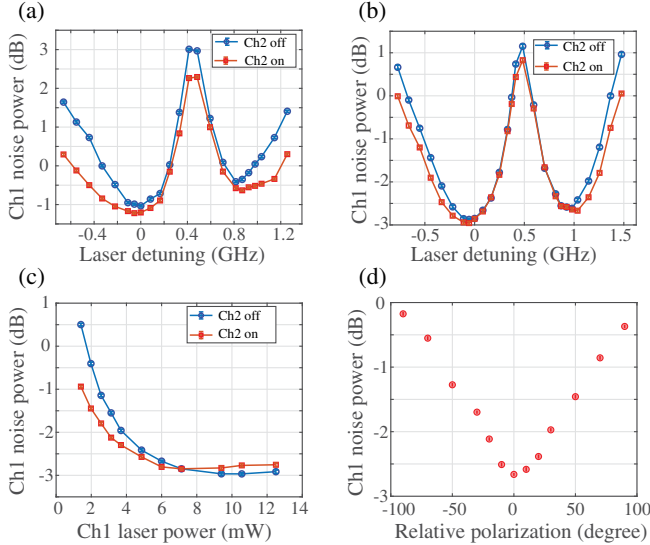 (a)
Ch1 noise power (dB)
3
2
1
0
-1
Ch2 off
Ch2 on
-0.4
0
0.4
0.8
1.2
Laser detuning (GHz)
(b)
Ch1 noise power (dB)
1
0
-1
-2
-3
Ch2 off
Ch2 on
-0.5
0
0.5
1
1.5
Laser detuning (GHz)
(c)
Ch1 noise power (dB)
1
0
-1
-2
-3
Ch2 off
Ch2 on
0 2 4 6 8 10 12 14
Ch1 laser power (mW)
(d)
Ch1 noise power (dB)
0
-1
-2
-3
-100 -50 0 50 100
Relative polarization (degree)